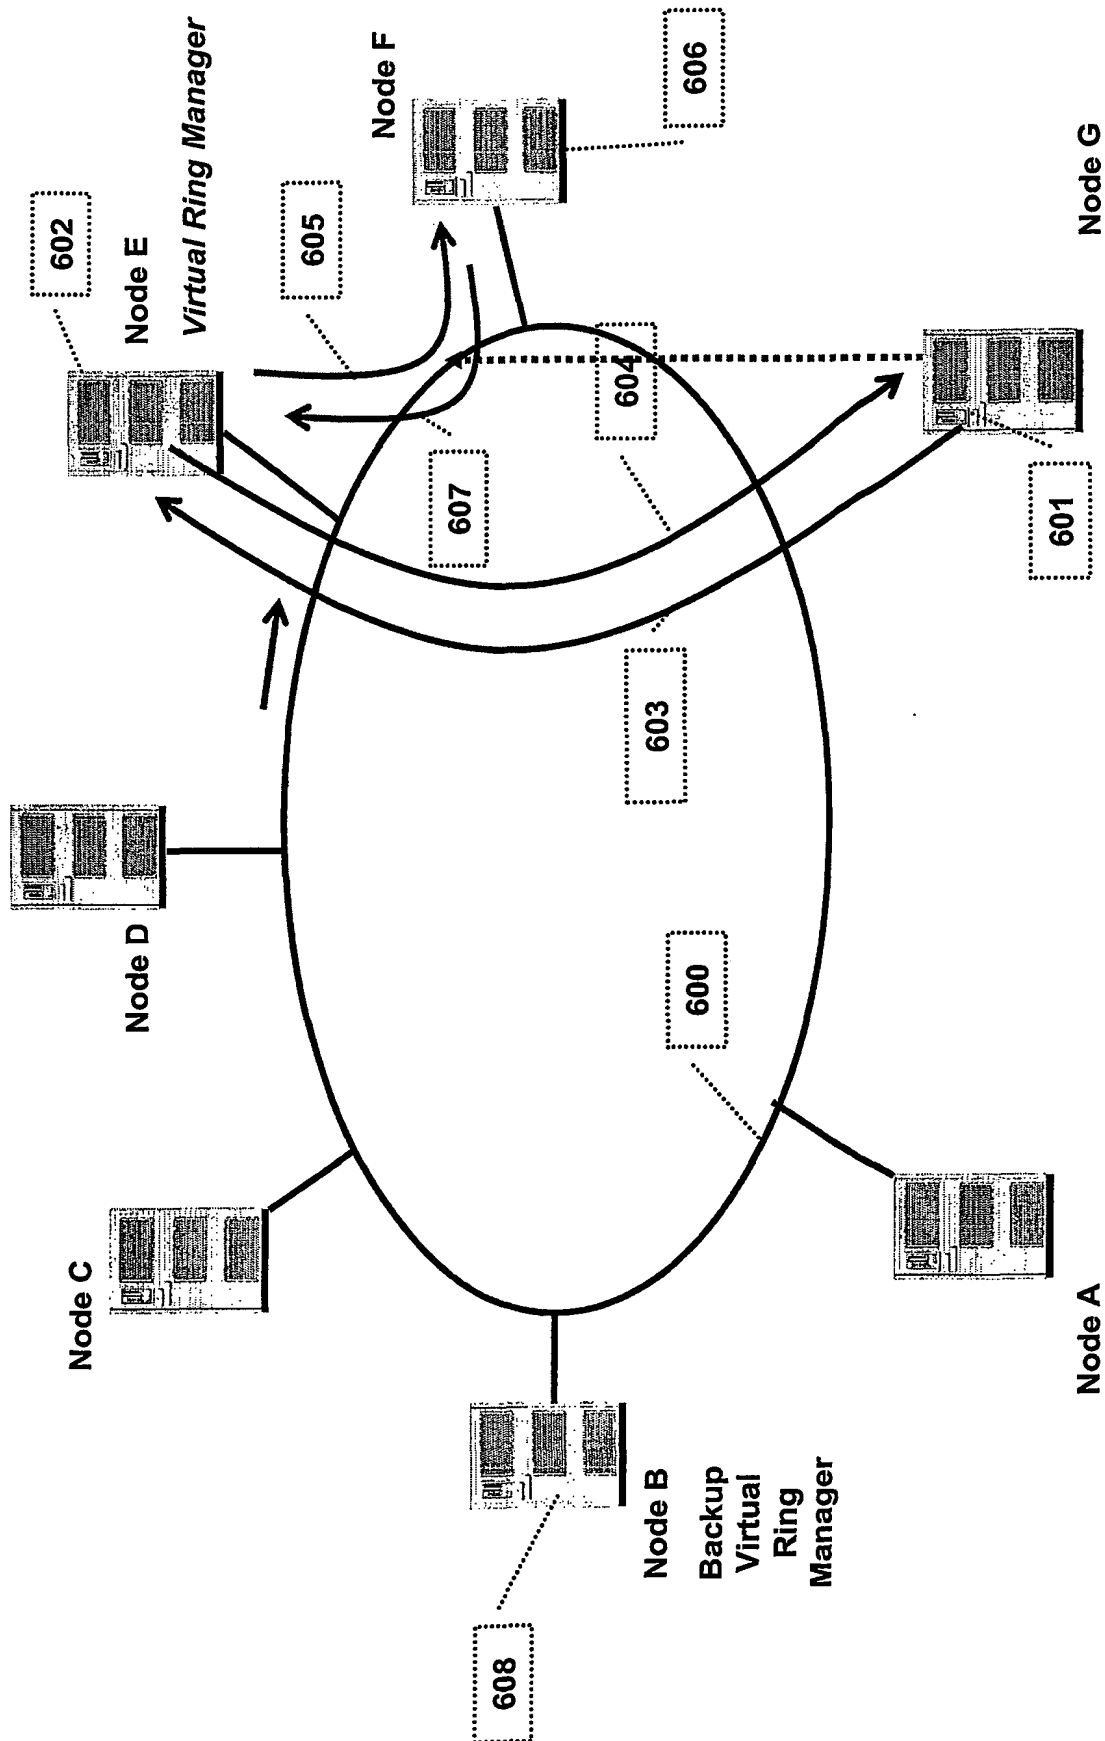 608
Node B
Backup
Virtual
Ring
Manager
Node C
Node D
602
Node E
Virtual Ring Manager
605
Node F
606
607
604
603
600
601
Node A
Node G